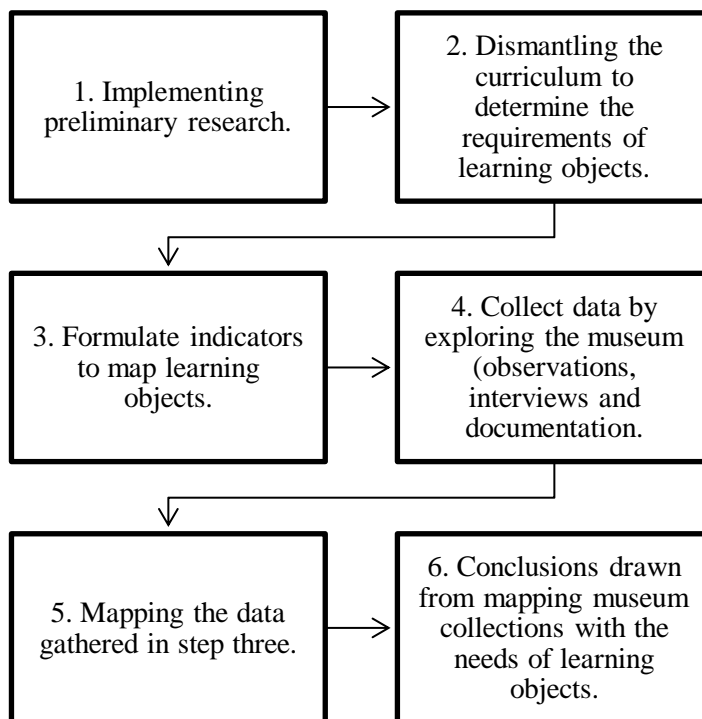 1. Implementing
preliminary research.
2. Dismantling the
curriculum to
determine the
requirements of
learning objects.
3. Formulate indicators
to map learning
objects.
4. Collect data by
exploring the museum
(observations,
interviews and
documentation.
5. Mapping the data
gathered in step three.
6. Conclusions drawn
from mapping museum
collections with the
needs of learning
objects.